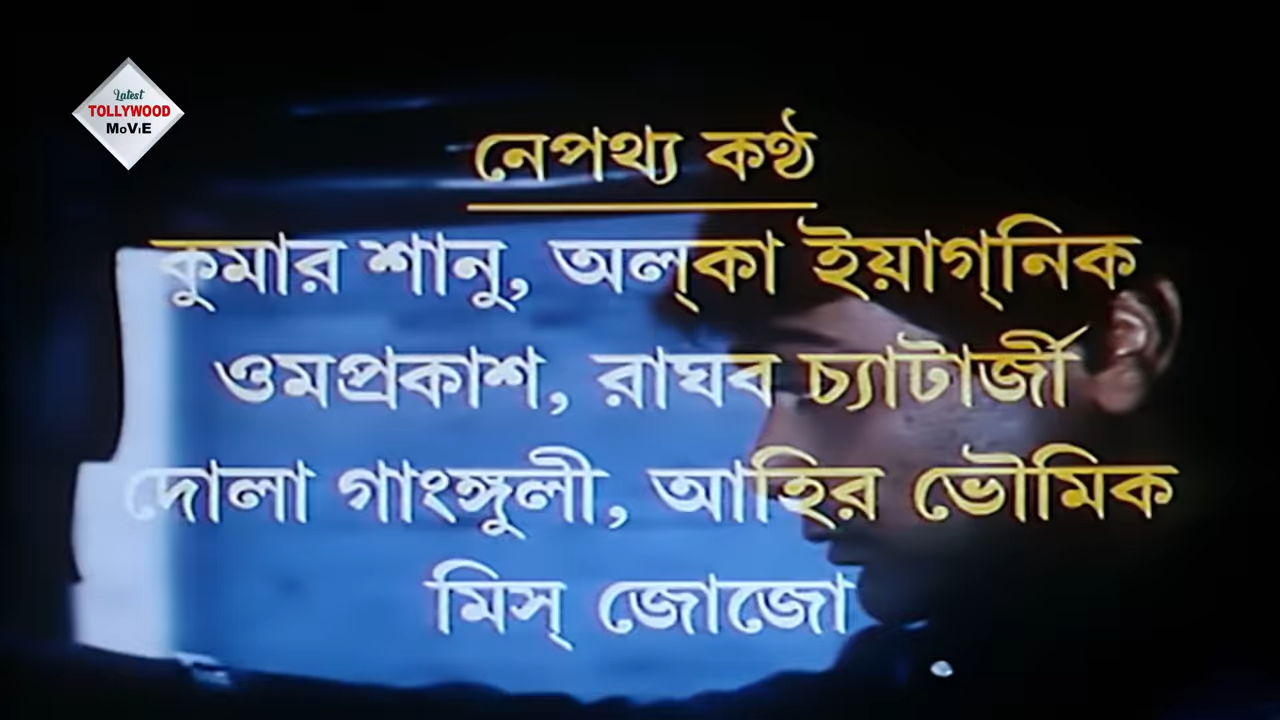 Latest
TOLLYWOOD
MoViE
নেপথ্য কণ্ঠ
কুমার শানু, অল্‌কা ইয়াগ্‌নিক
ওমপ্রকাশ, রাঘব চ্যাটার্জী
দোলা গাংঙ্গুলী, আহির ভৌমিক
মিস্ জোজো